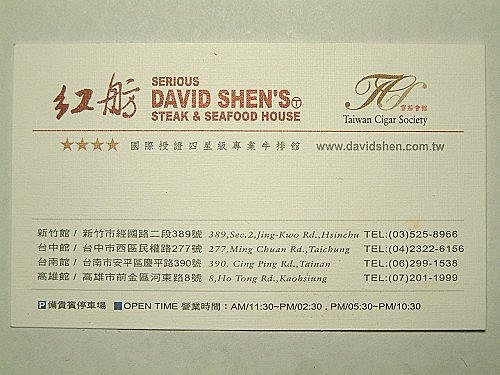 红舫
SERIOUS
DAVID SHEN'S
STEAK & SEAFOOD HOUSE
雪茄會館
Taiwan Cigar Society
★★★★ 國際授證四星級專業牛排館 www.davidshen.com.tw
新竹館 / 新竹市經國路二段389號 389,Sec.2,Jing-Kwo Rd.,Hsinchu TEL:(03)525-8966
台中館 / 台中市西區民權路277號 277,Ming Chuan Rd.,Taichung TEL:(04)2322-6156
台南館 / 台南市安平區慶平路390號 390, Cing Ping Rd.,Tainan TEL:(06)299-1538
高雄館 / 高雄市前金區河東路8號 8,Ho Tong Rd.,Kaohsiung TEL:(07)201-1999
P備貴賓停車場 ■OPEN TIME 營業時間：AM/11:30~PM/02:30 . PM/05:30~PM/10:30